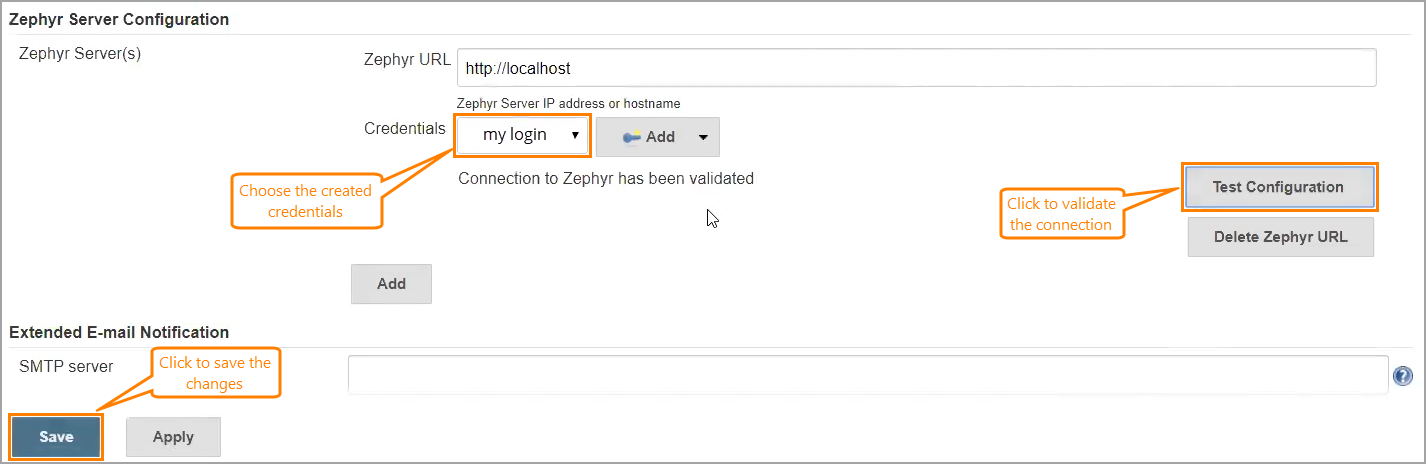 Zephyr Server Configuration
Zephyr Server(s)
Zephyr URL
http://localhost
Zephyr Server IP address or hostname
Credentials
my login
Add
Choose the created
credentials
Connection to Zephyr has been validated
Click to validate
the connection
Test Configuration
Delete Zephyr URL
Add
Extended E-mail Notification
SMTP server
Click to save the
changes
?
Save
Apply